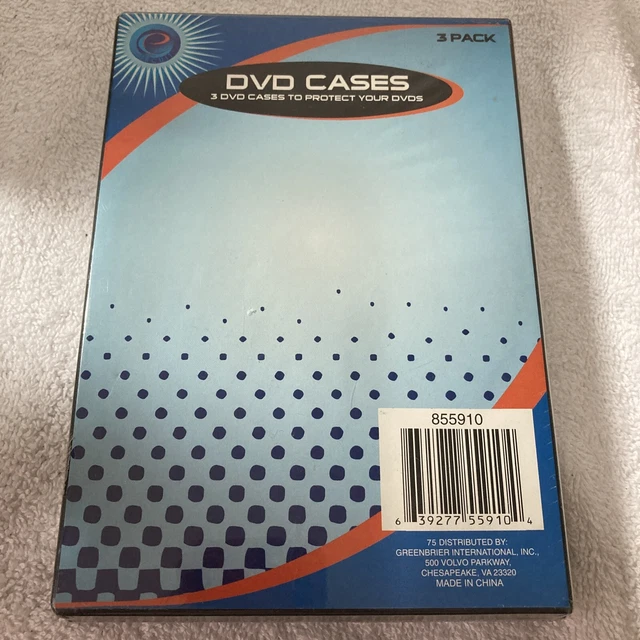 e
3 PACK
DVD CASES
3 DVD CASES TO PROTECT YOUR DVDS
855910
6 39277 55910 4
75 DISTRIBUTED BY:
GREENBRIER INTERNATIONAL, INC.,
500 VOLVO PARKWAY,
CHESAPEAKE, VA 23320
MADE IN CHINA